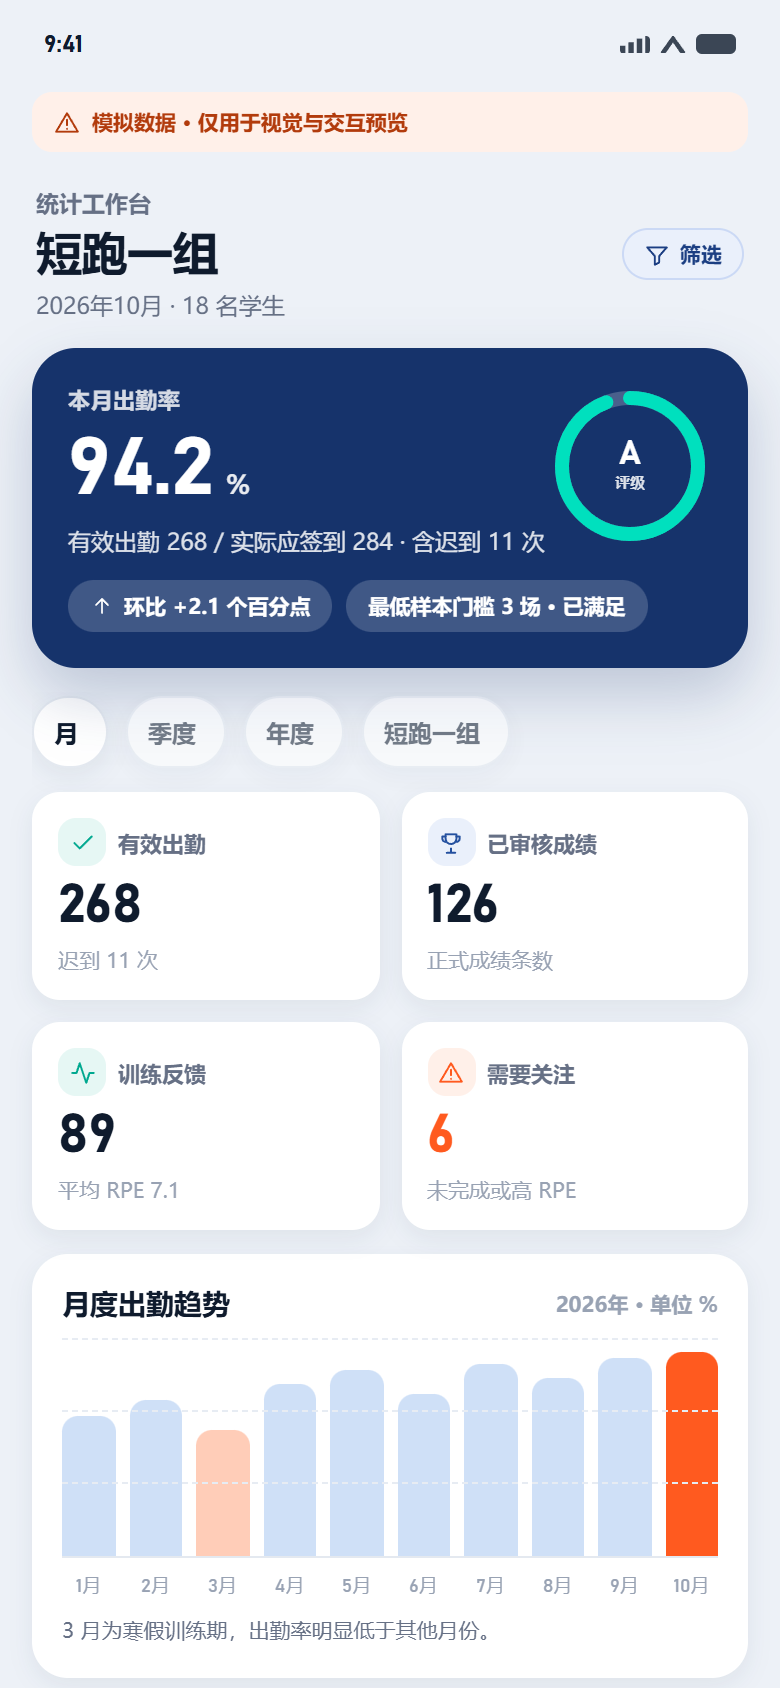 9:41
模拟数据 • 仅用于视觉与交互预览
统计工作台
短跑一组
筛选
2026年10月 · 18 名学生
本月出勤率
94.2 %
A
评级
有效出勤 268 / 实际应签到 284 · 含迟到 11 次
环比 +2.1 个百分点
最低样本门槛 3 场 • 已满足
月 季度 年度 短跑一组
有效出勤
268
迟到 11 次
已审核成绩
126
正式成绩条数
训练反馈
89
平均 RPE 7.1
需要关注
6
未完成或高 RPE
月度出勤趋势
2026年 • 单位 %
1月 2月 3月 4月 5月 6月 7月 8月 9月 10月
3 月为寒假训练期，出勤率明显低于其他月份。